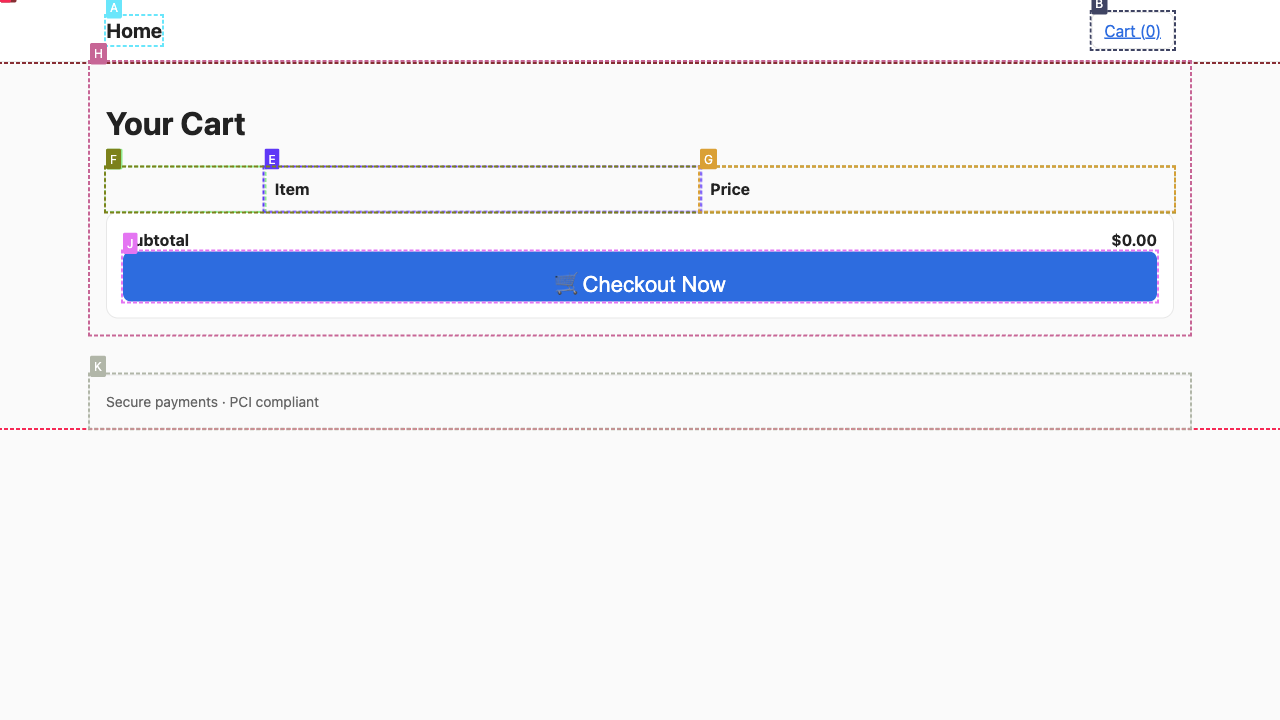 A
B
Home
Cart (0)
H
Your Cart
F
E
G
Item
Price
J
ubtotal
$0.00
Checkout Now
K
Secure payments · PCI compliant